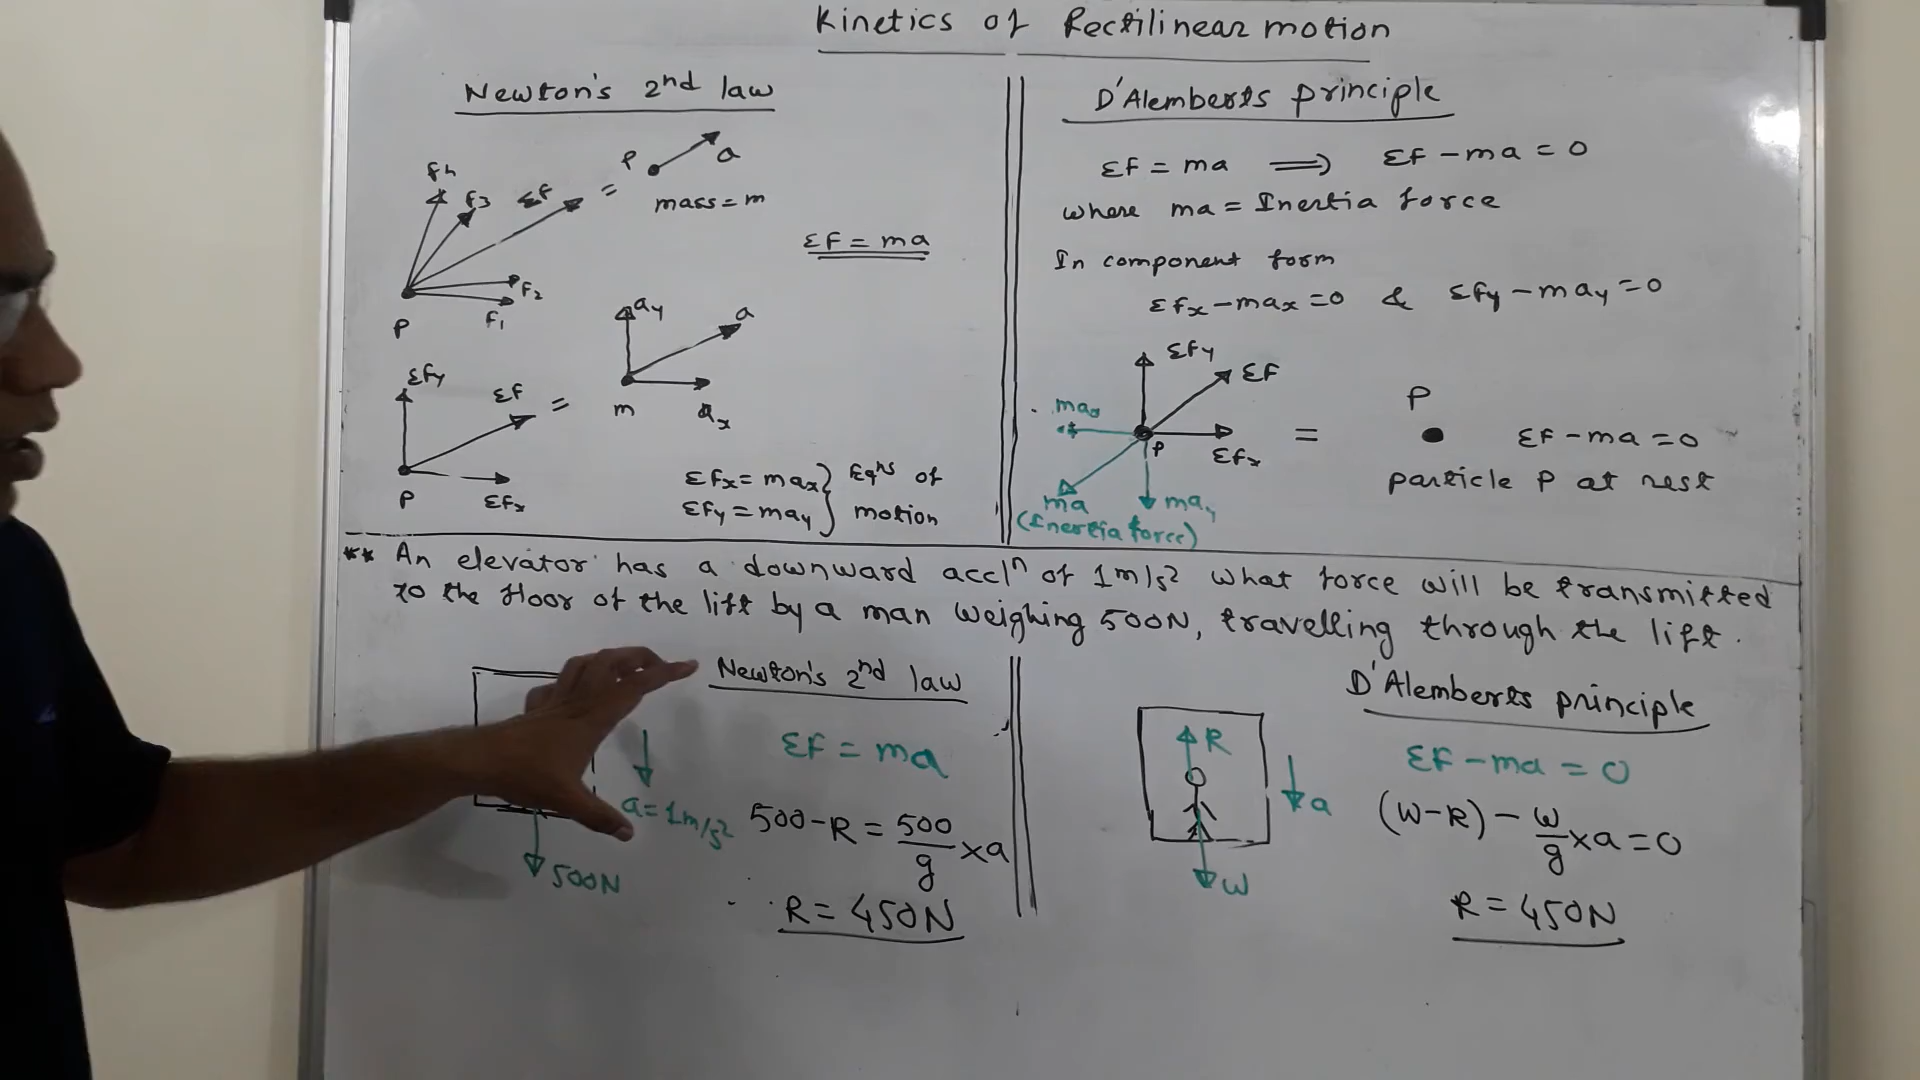 Kinetics of Rectilinear motion
Newton's 2nd law
F4
F3
ΣF
=
P
a
mass = m
F2
F1
P
ΣF = ma
ay
a
m
ax
ΣFy
ΣF
=
P
ΣFx
ΣFx = max } Eqns of
ΣFy = may } motion
D'Alemberts principle
ΣF = ma ⟹ ΣF - ma = 0
where ma = Inertia force
In component form
ΣFx - max = 0 & ΣFy - may = 0
ΣFy
ΣF
max
P
ΣFx
ma
may
(Inertia force)
=
P
ΣF - ma = 0
particle P at rest
** An elevator has a downward accln of 1m/s² what force will be transmitted
to the floor of the lift by a man weighing 500N, travelling through the lift.
Newton's 2nd law
ΣF = ma
a = 1m/s²
500 - R = 500/g × a
500N
R = 450N
D'Alemberts principle
R
ΣF - ma = 0
a
(W-R) - W/g × a = 0
W
R = 450N